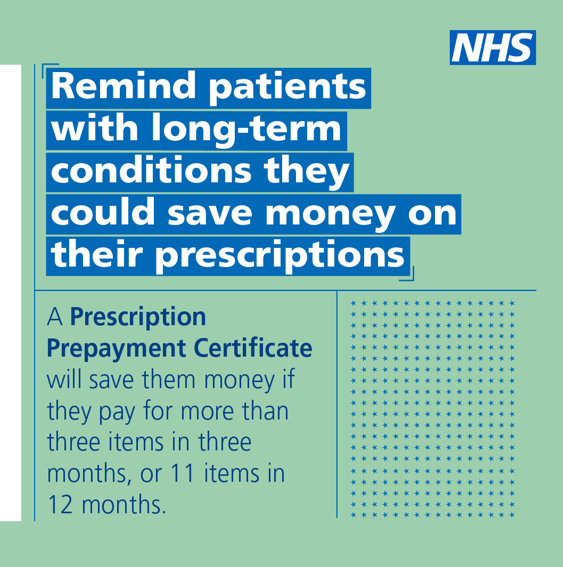 NHS
Remind patients
with long-term
conditions they
could save money on
their prescriptions
A Prescription
Prepayment Certificate
will save them money if
they pay for more than
three items in three
months, or 11 items in
12 months.